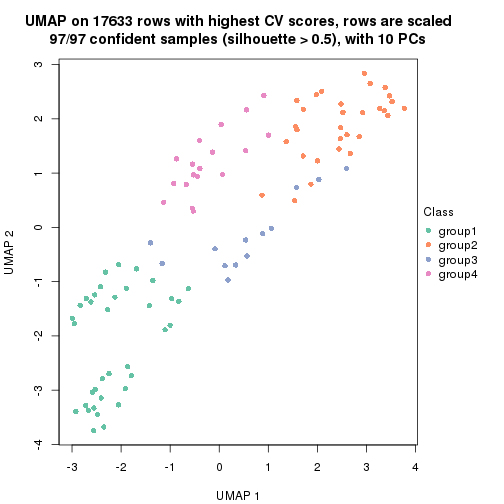 UMAP on 17633 rows with highest CV scores, rows are scaled
97/97 confident samples (silhouette > 0.5), with 10 PCs
3
2
1
0
-1
-2
-3
-4
UMAP 2
-3 -2 -1 0 1 2 3 4
UMAP 1
Class
group1
group2
group3
group4